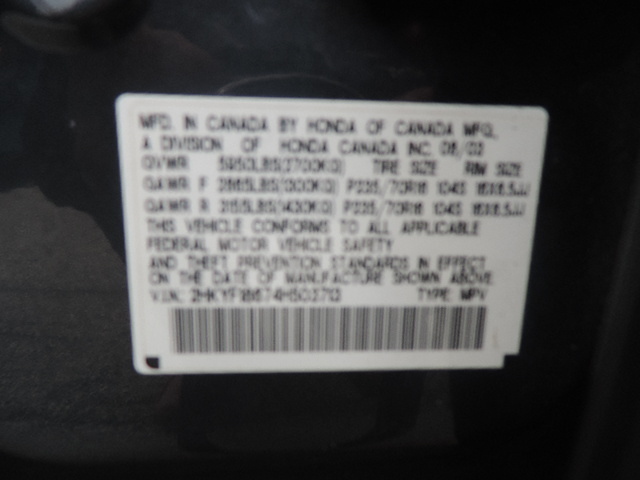 MFD. IN CANADA BY HONDA OF CANADA MFG.,
A DIVISION OF HONDA CANADA INC. 08/03
GVWR 5950LBS(2700KG) TIRE SIZE RIM SIZE
GAWR F 2865LBS(1300KG) P235/70R16 104S 16X6.5JJ
GAWR R 3155LBS(1430KG) P235/70R16 104S 16X6.5JJ
THIS VEHICLE CONFORMS TO ALL APPLICABLE
FEDERAL MOTOR VEHICLE SAFETY
AND THEFT PREVENTION STANDARDS IN EFFECT
ON THE DATE OF MANUFACTURE SHOWN ABOVE.
V.I.N.: TYPE: MPV